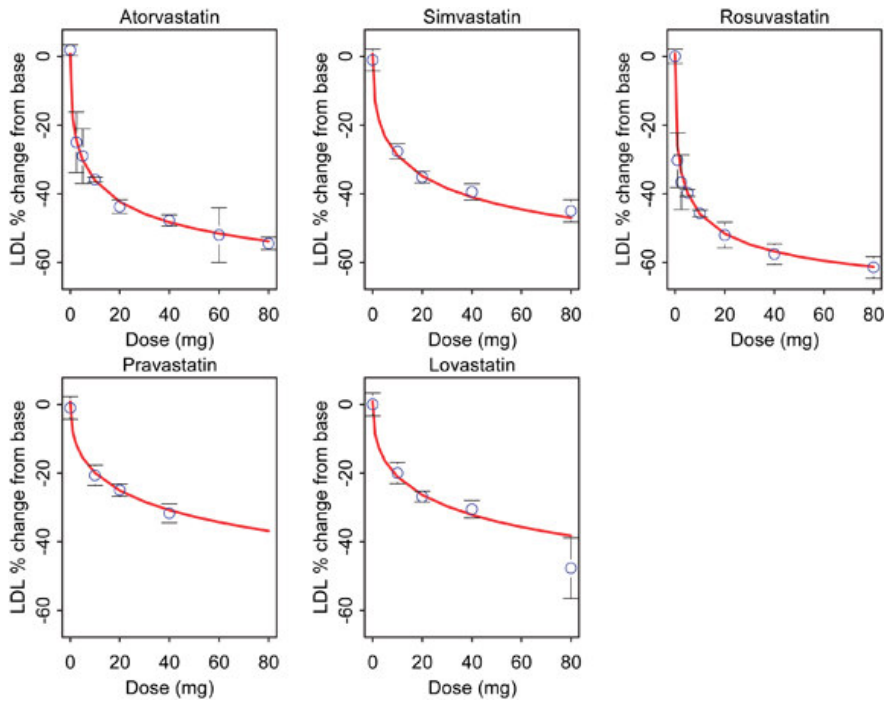 Atorvastatin
LDL % change from base
0
-20
-40
-60
0 20 40 60 80
Dose (mg)
Simvastatin
LDL % change from base
0
-20
-40
-60
0 20 40 60 80
Dose (mg)
Rosuvastatin
LDL % change from base
0
-20
-40
-60
0 20 40 60 80
Dose (mg)
Pravastatin
LDL % change from base
0
-20
-40
-60
0 20 40 60 80
Dose (mg)
Lovastatin
LDL % change from base
0
-20
-40
-60
0 20 40 60 80
Dose (mg)